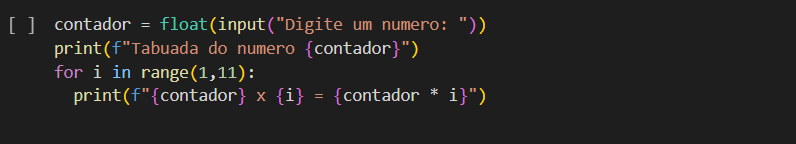 [ ] contador = float(input("Digite um numero: "))
print(f"Tabuada do numero {contador}")
for i in range(1,11):
  print(f"{contador} x {i} = {contador * i}")